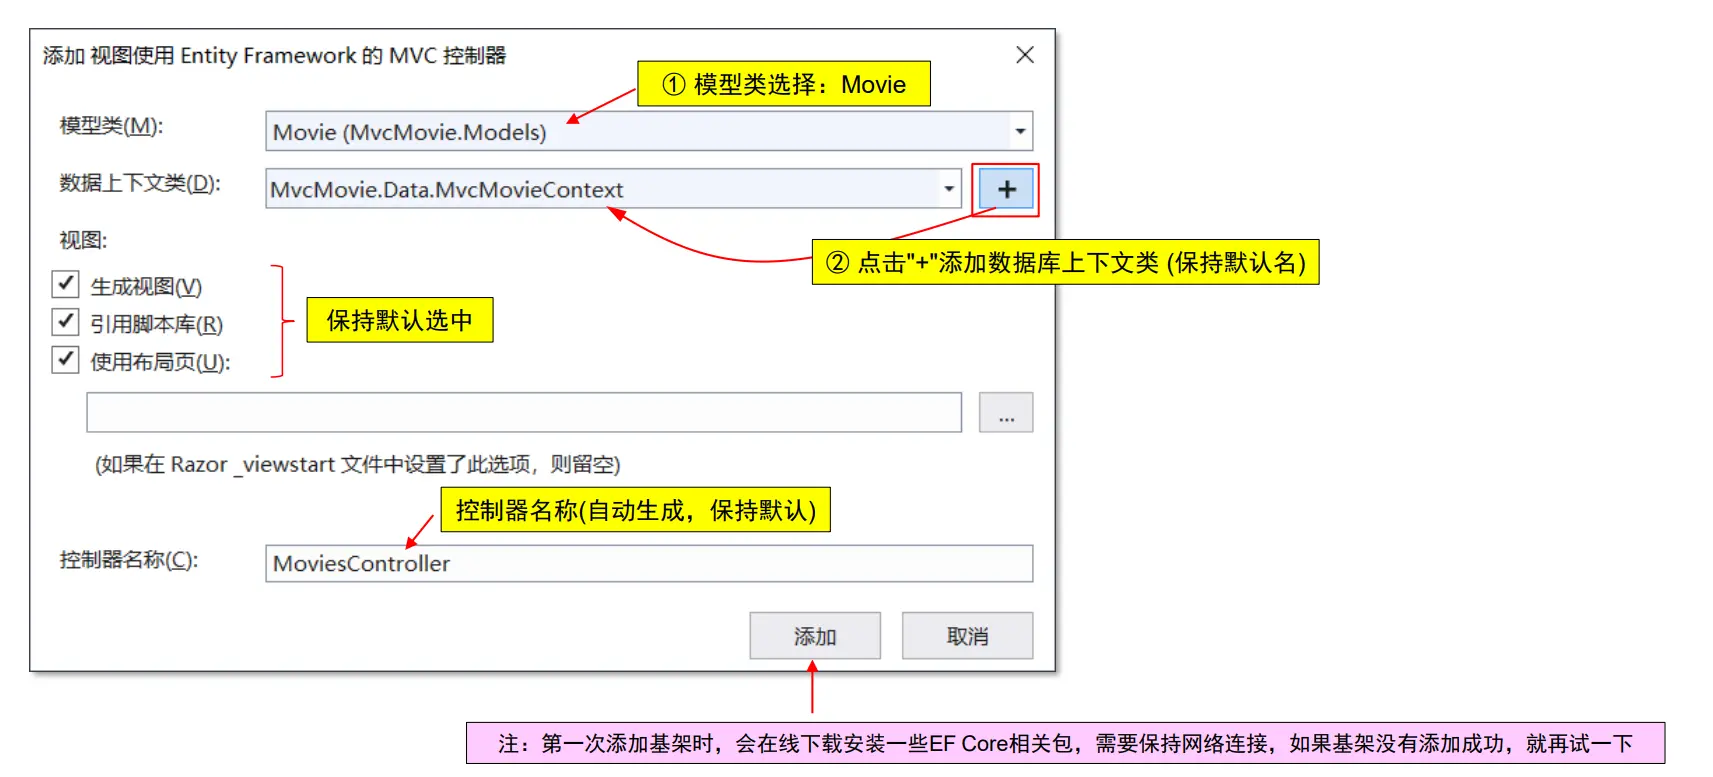 添加 视图使用 Entity Framework 的 MVC 控制器
① 模型类选择：Movie
模型类(M):
Movie (MvcMovie.Models)
数据上下文类(D):
MvcMovie.Data.MvcMovieContext
+
视图:
② 点击"+"添加数据库上下文类 (保持默认名)
生成视图(V)
引用脚本库(R)
保持默认选中
使用布局页(U):
...
(如果在 Razor _viewstart 文件中设置了此选项，则留空)
控制器名称(自动生成，保持默认)
控制器名称(C):
MoviesController
添加
取消
注：第一次添加基架时，会在线下载安装一些EF Core相关包，需要保持网络连接，如果基架没有添加成功，就再试一下